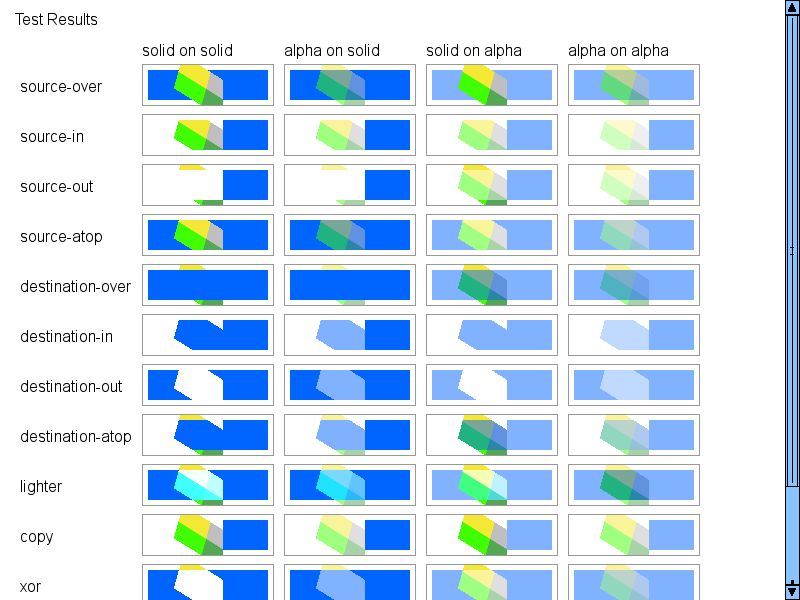 Test Results
solid on solid alpha on solid solid on alpha alpha on alpha
source-over
source-in
source-out
source-atop
destination-over
destination-in
destination-out
destination-atop
lighter
copy
xor